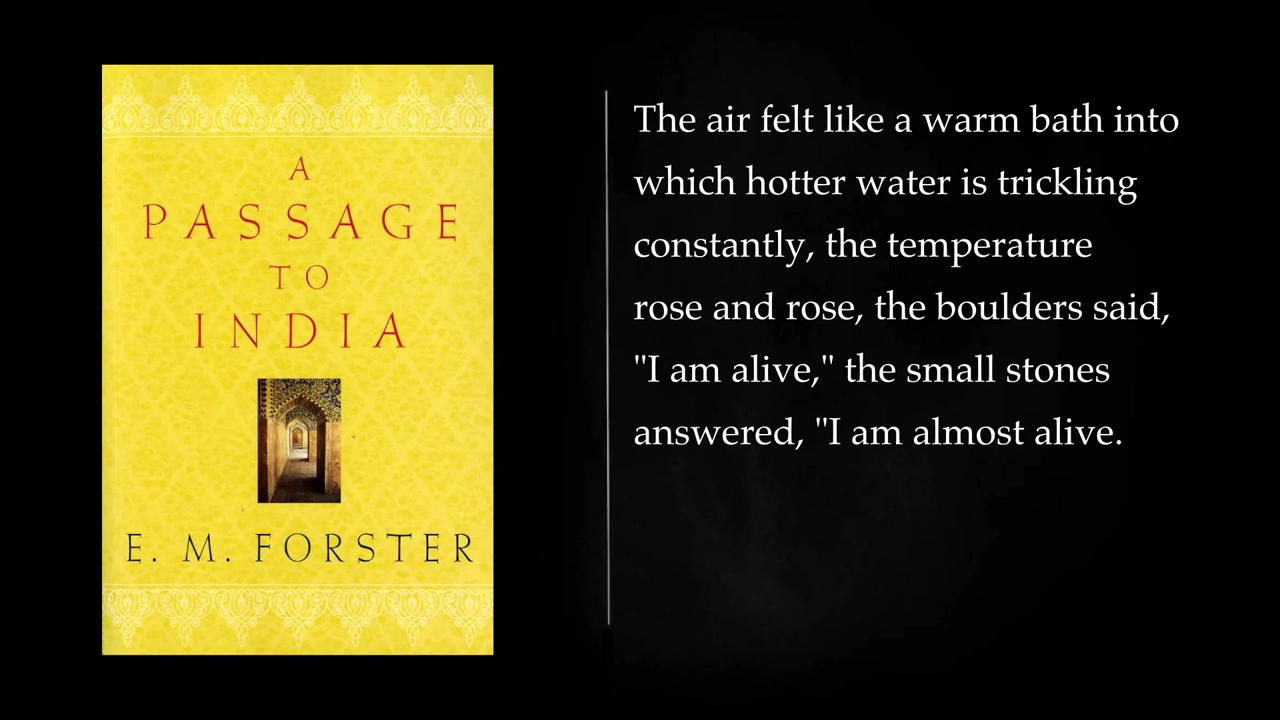 A
PASSAGE
TO
INDIA
E. M. FORSTER
The air felt like a warm bath into
which hotter water is trickling
constantly, the temperature
rose and rose, the boulders said,
"I am alive," the small stones
answered, "I am almost alive.